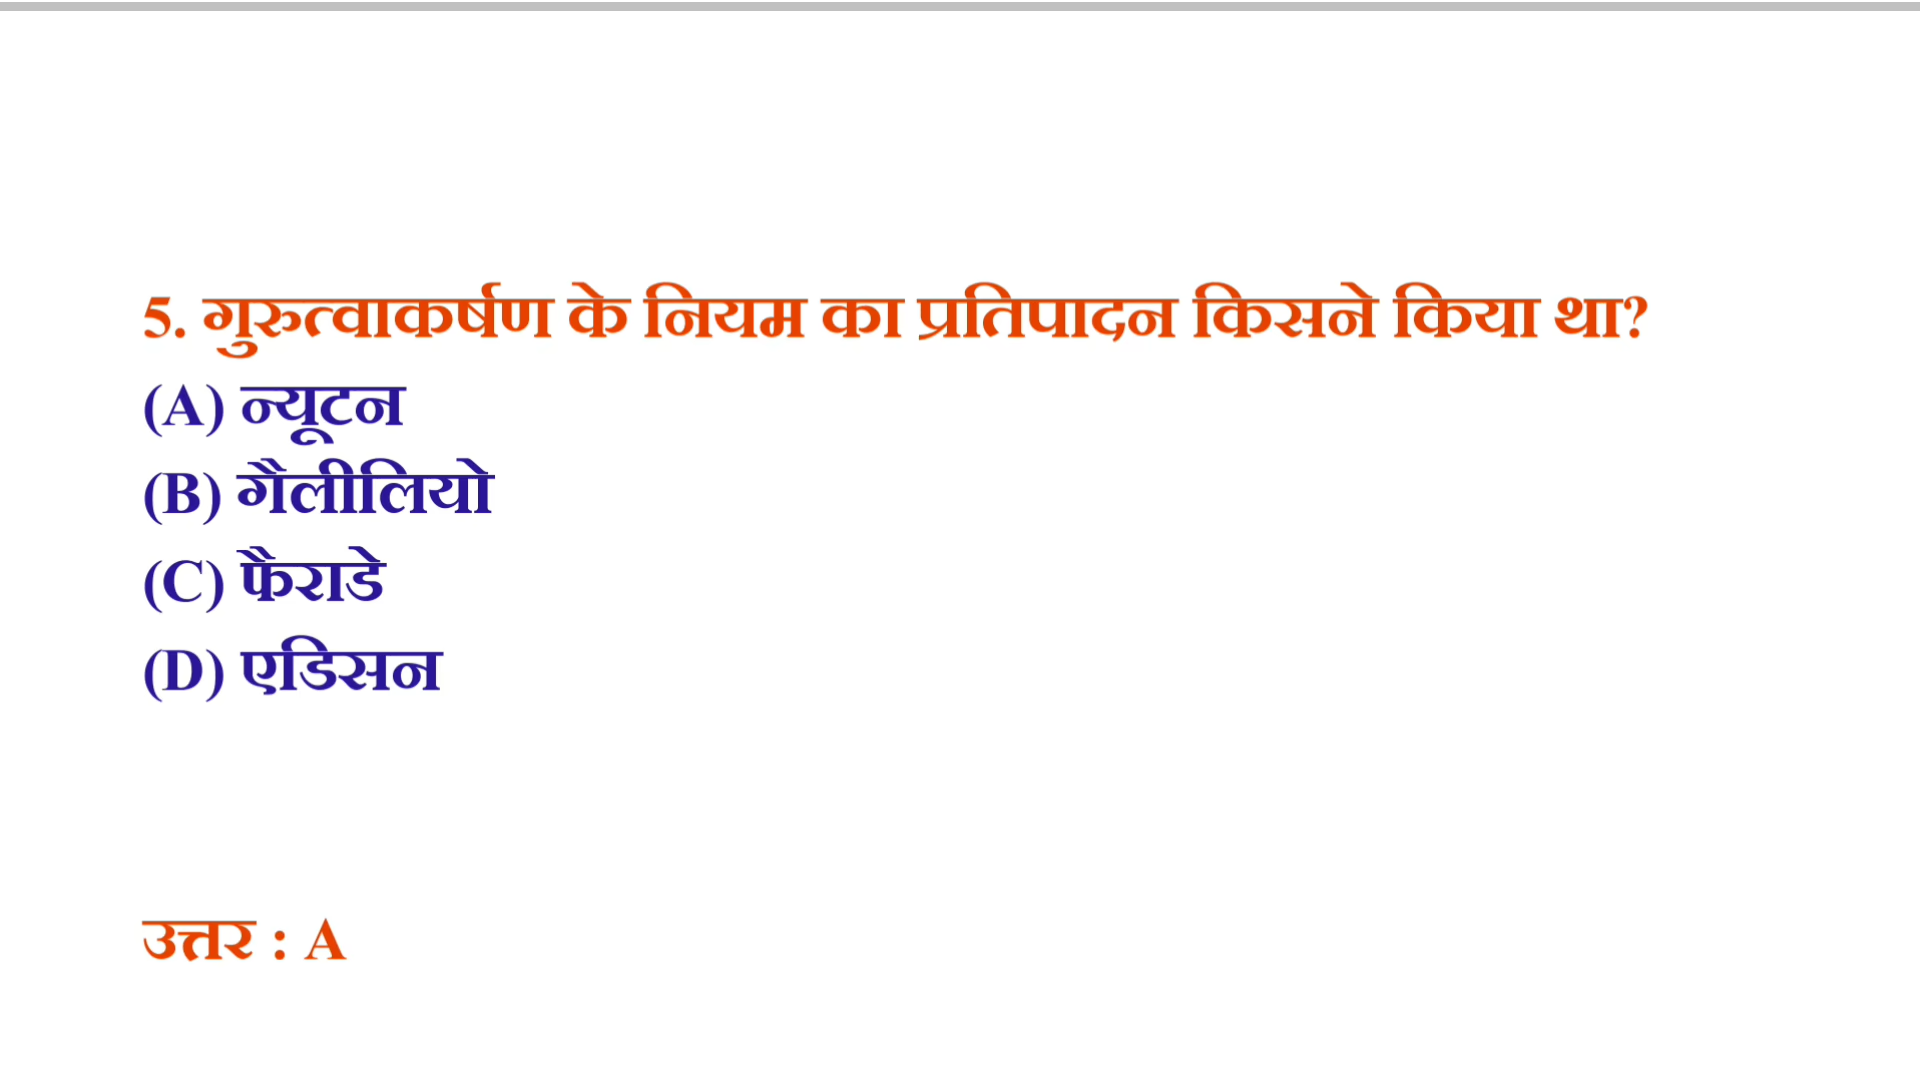 5. गुरुत्वाकर्षण के नियम का प्रतिपादन किसने किया था?
(A) न्यूटन
(B) गैलीलियो
(C) फैराडे
(D) एडिसन
उत्तर : A